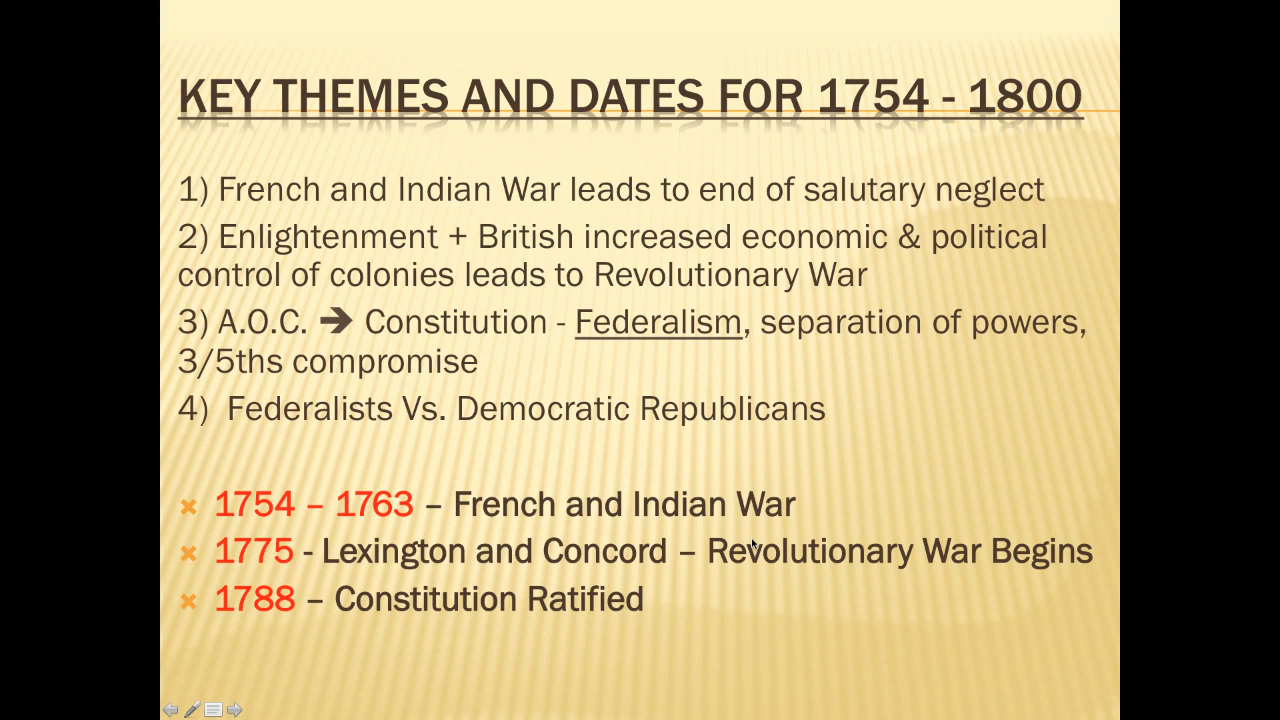 KEY THEMES AND DATES FOR 1754 - 1800
1) French and Indian War leads to end of salutary neglect
2) Enlightenment + British increased economic & political
control of colonies leads to Revolutionary War
3) A.O.C. ➔ Constitution - Federalism, separation of powers,
3/5ths compromise
4) Federalists Vs. Democratic Republicans
1754 – 1763 – French and Indian War
1775 - Lexington and Concord – Revolutionary War Begins
1788 – Constitution Ratified